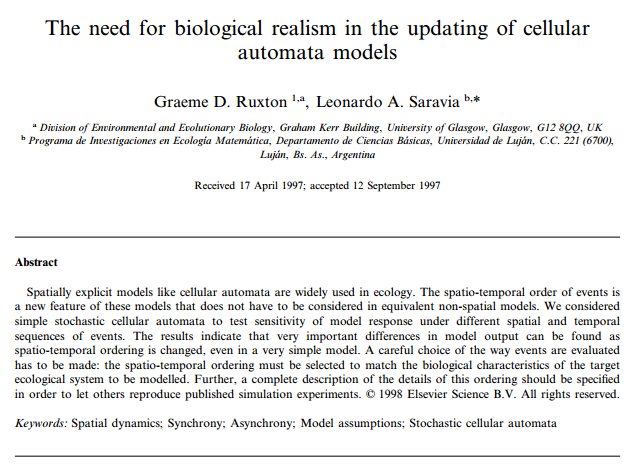 The need for biological realism in the updating of cellular
automata models
Graeme D. Ruxton 1,a, Leonardo A. Saravia b,*
a Division of Environmental and Evolutionary Biology, Graham Kerr Building, University of Glasgow, Glasgow, G12 8QQ, UK
b Programa de Investigaciones en Ecología Matemática, Departamento de Ciencias Básicas, Universidad de Luján, C.C. 221 (6700),
Luján, Bs. As., Argentina
Received 17 April 1997; accepted 12 September 1997
Abstract
Spatially explicit models like cellular automata are widely used in ecology. The spatio-temporal order of events is
a new feature of these models that does not have to be considered in equivalent non-spatial models. We considered
simple stochastic cellular automata to test sensitivity of model response under different spatial and temporal
sequences of events. The results indicate that very important differences in model output can be found as
spatio-temporal ordering is changed, even in a very simple model. A careful choice of the way events are evaluated
has to be made: the spatio-temporal ordering must be selected to match the biological characteristics of the target
ecological system to be modelled. Further, a complete description of the details of this ordering should be specified
in order to let others reproduce published simulation experiments. © 1998 Elsevier Science B.V. All rights reserved.
Keywords: Spatial dynamics; Synchrony; Asynchrony; Model assumptions; Stochastic cellular automata